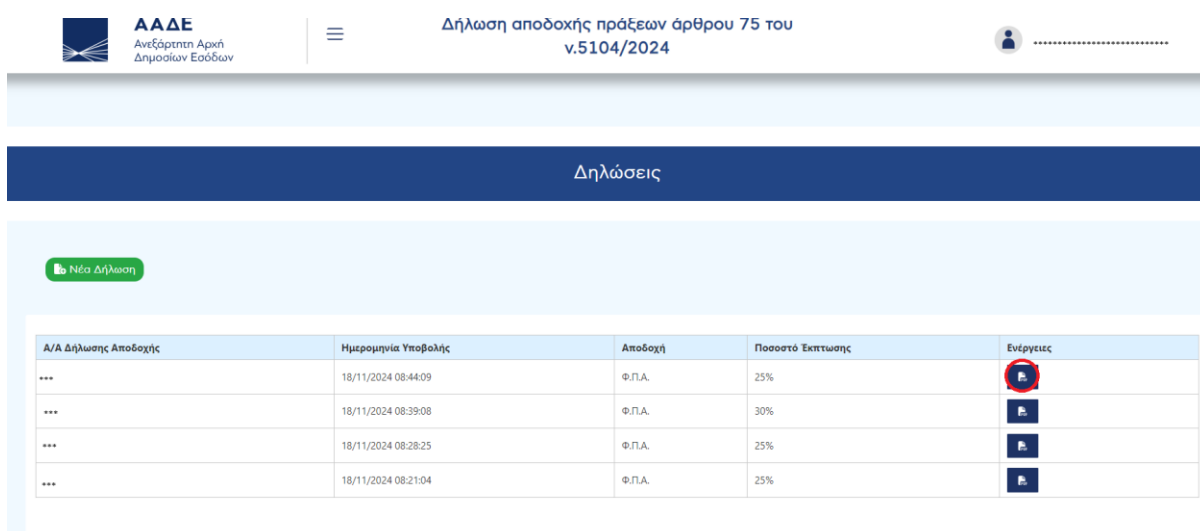 ΑΑΔΕ
Ανεξάρτητη Αρχή
Δημοσίων Εσόδων
Δήλωση αποδοχής πράξεων άρθρου 75 του
ν.5104/2024
.............................
Δηλώσεις
Νέα Δήλωση
Α/Α Δήλωσης Αποδοχής Ημερομηνία Υποβολής Αποδοχή Ποσοστό Έκπτωσης Ενέργειες
*** 18/11/2024 08:44:09 Φ.Π.Α. 25%
*** 18/11/2024 08:39:08 Φ.Π.Α. 30%
*** 18/11/2024 08:28:25 Φ.Π.Α. 25%
*** 18/11/2024 08:21:04 Φ.Π.Α. 25%